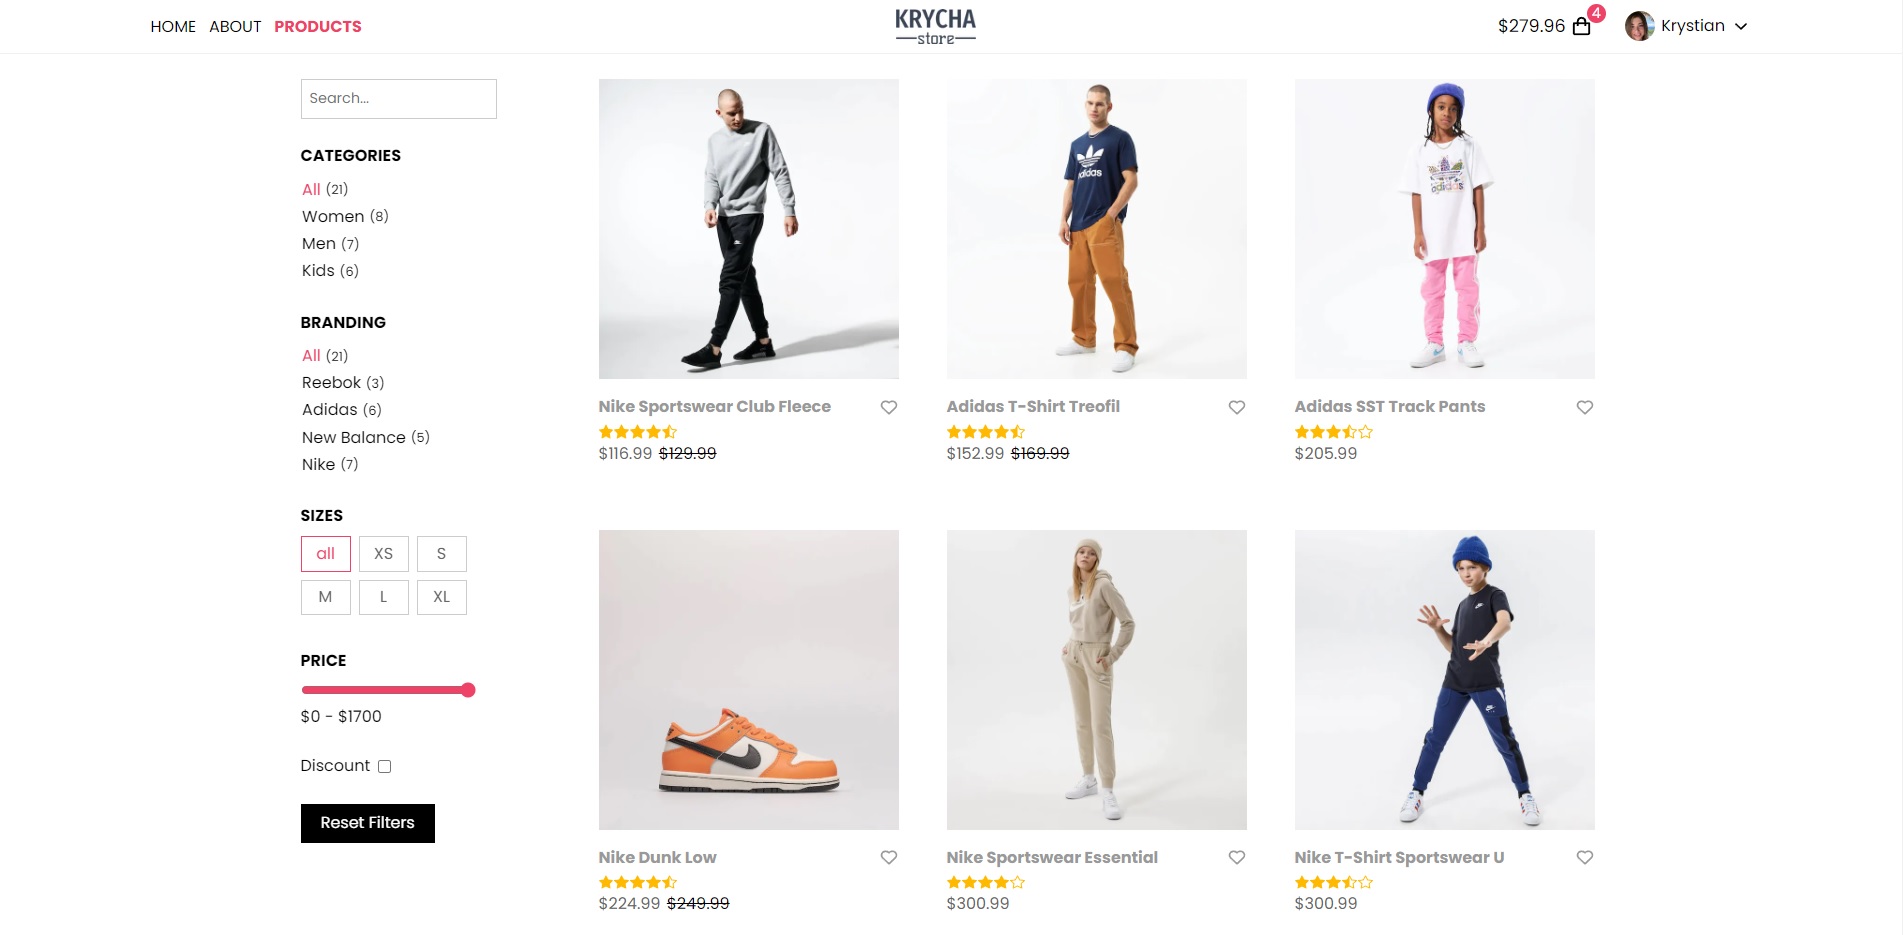 HOME ABOUT PRODUCTS
KRYCHA
store
$279.96
4
Krystian
Search...
CATEGORIES
All (21)
Women (8)
Men (7)
Kids (6)
BRANDING
All (21)
Reebok (3)
Adidas (6)
New Balance (5)
Nike (7)
SIZES
all XS S
M L XL
PRICE
$0 - $1700
Discount
Reset Filters
adidas
adidas
Nike Sportswear Club Fleece
$116.99 $129.99
Adidas T-Shirt Treofil
$152.99 $169.99
Adidas SST Track Pants
$205.99
Nike Dunk Low
$224.99 $249.99
Nike Sportswear Essential
$300.99
Nike T-Shirt Sportswear U
$300.99